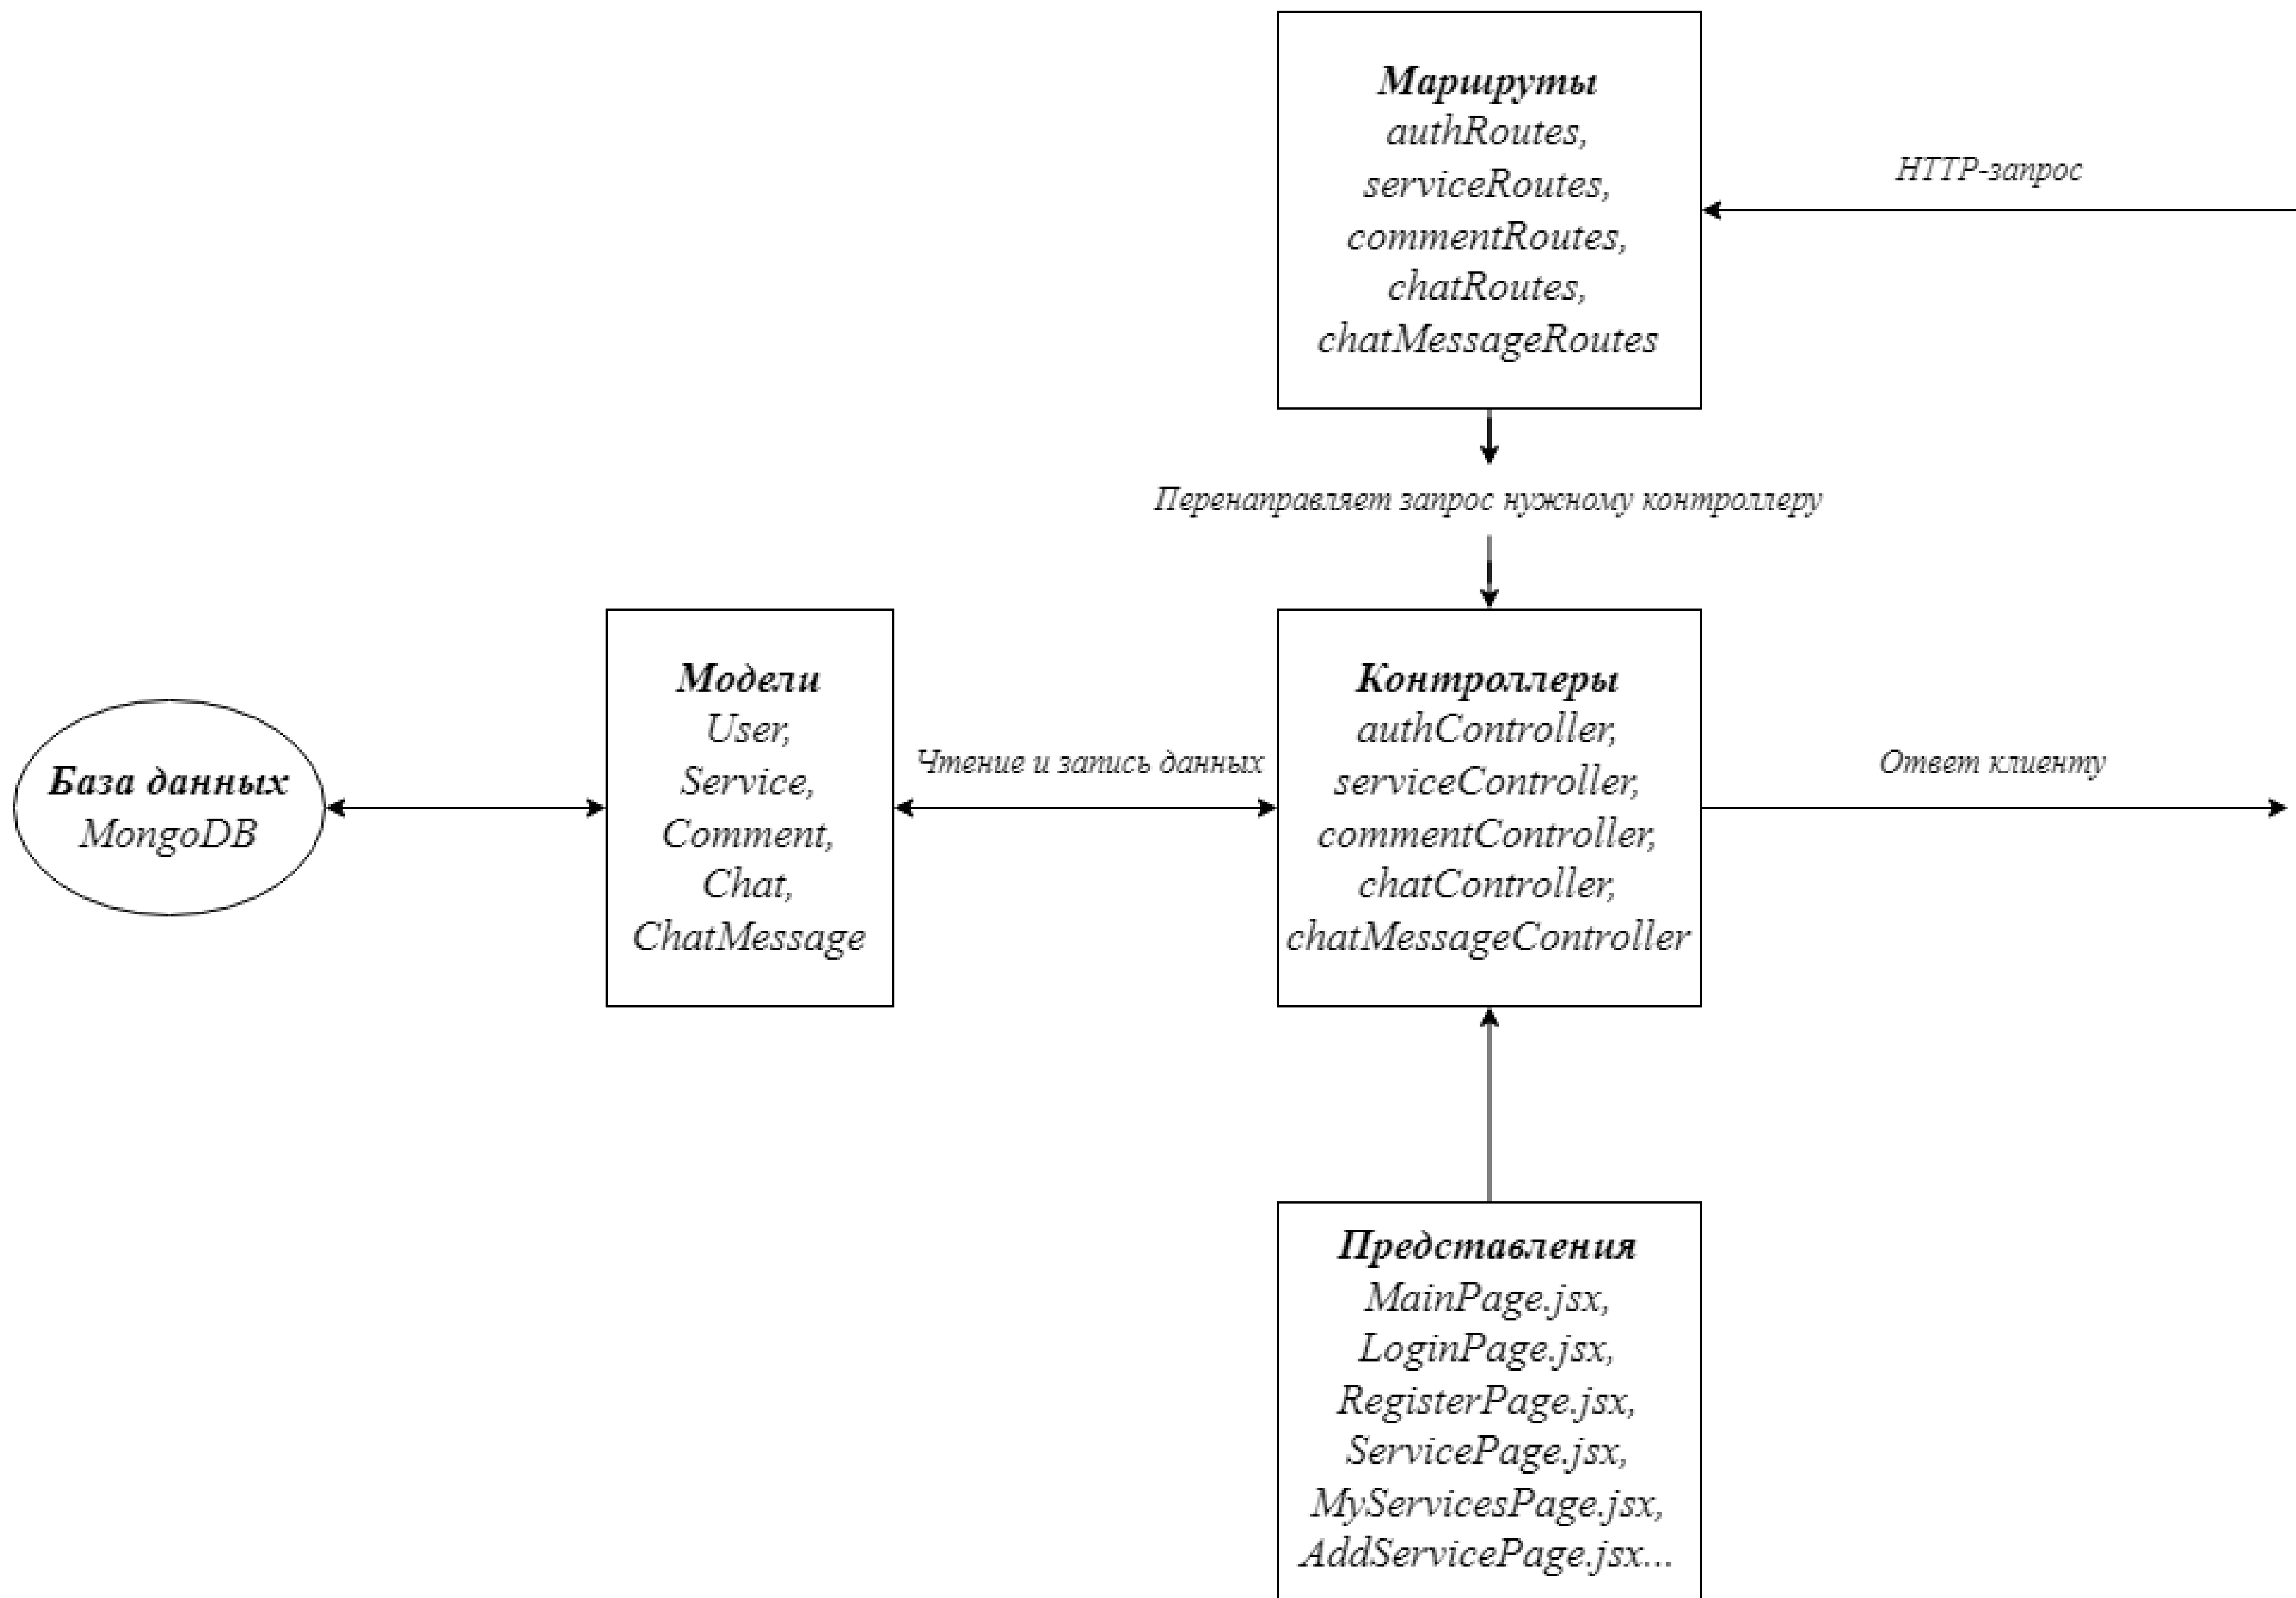 Маршруты
authRoutes,
serviceRoutes,
commentRoutes,
chatRoutes,
chatMessageRoutes
HTTP-запрос
Перенаправляет запрос нужному контроллеру
База данных
MongoDB
Модели
User,
Service,
Comment,
Chat,
ChatMessage
Чтение и запись данных
Контроллеры
authController,
serviceController,
commentController,
chatController,
chatMessageController
Ответ клиенту
Представления
MainPage.jsx,
LoginPage.jsx,
RegisterPage.jsx,
ServicePage.jsx,
MyServicesPage.jsx,
AddServicePage.jsx...